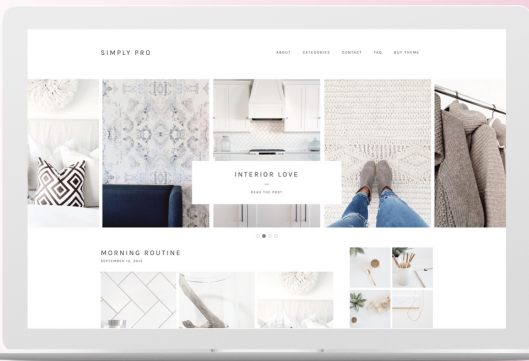 SIMPLY PRO
ABOUT CATEGORIES CONTACT FAQ BUY THEME
INTERIOR LOVE
READ THE POST
MORNING ROUTINE
SEPTEMBER 12, 2016